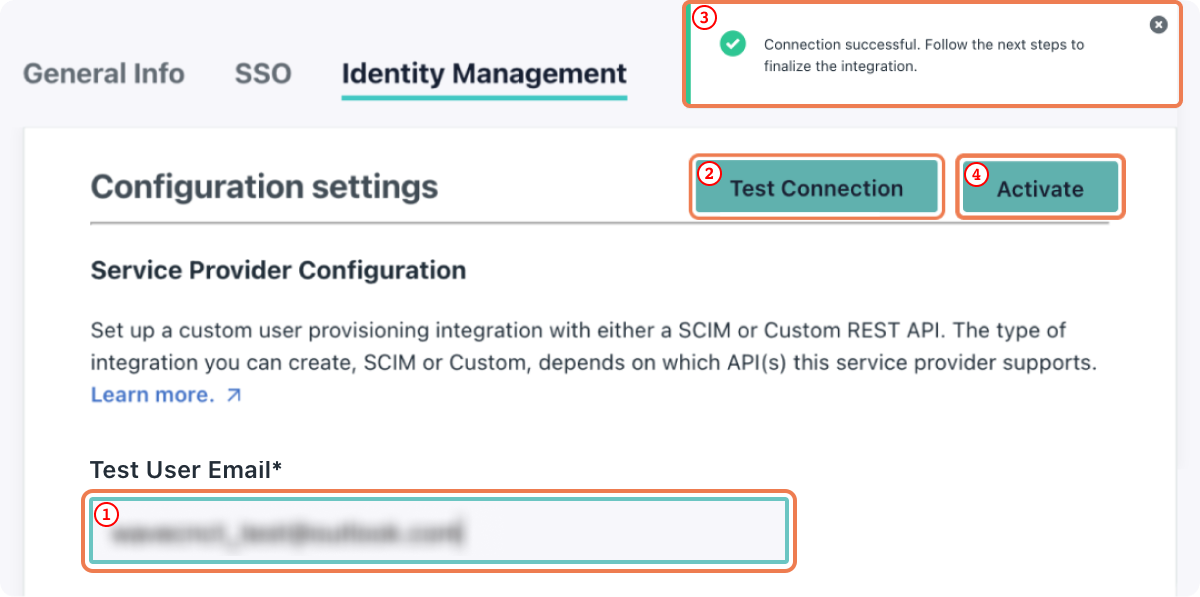 3
Connection successful. Follow the next steps to
finalize the integration.
General Info SSO Identity Management
Configuration settings
2 Test Connection
4 Activate
Service Provider Configuration
Set up a custom user provisioning integration with either a SCIM or Custom REST API. The type of
integration you can create, SCIM or Custom, depends on which API(s) this service provider supports.
Learn more.
Test User Email*
1